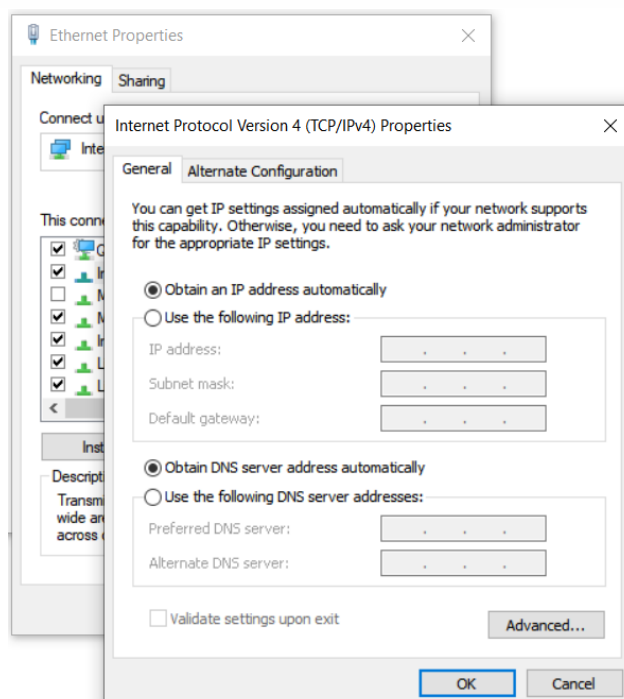 Ethernet Properties
Networking
Sharing
Connect u
Inte
This conn
Inst
Descripti
Transmi
wide are
across
Internet Protocol Version 4 (TCP/IPv4) Properties
General
Alternate Configuration
You can get IP settings assigned automatically if your network supports
this capability. Otherwise, you need to ask your network administrator
for the appropriate IP settings.
Obtain an IP address automatically
Use the following IP address:
IP address:
Subnet mask:
Default gateway:
Obtain DNS server address automatically
Use the following DNS server addresses:
Preferred DNS server:
Alternate DNS server:
Validate settings upon exit
Advanced...
OK
Cancel